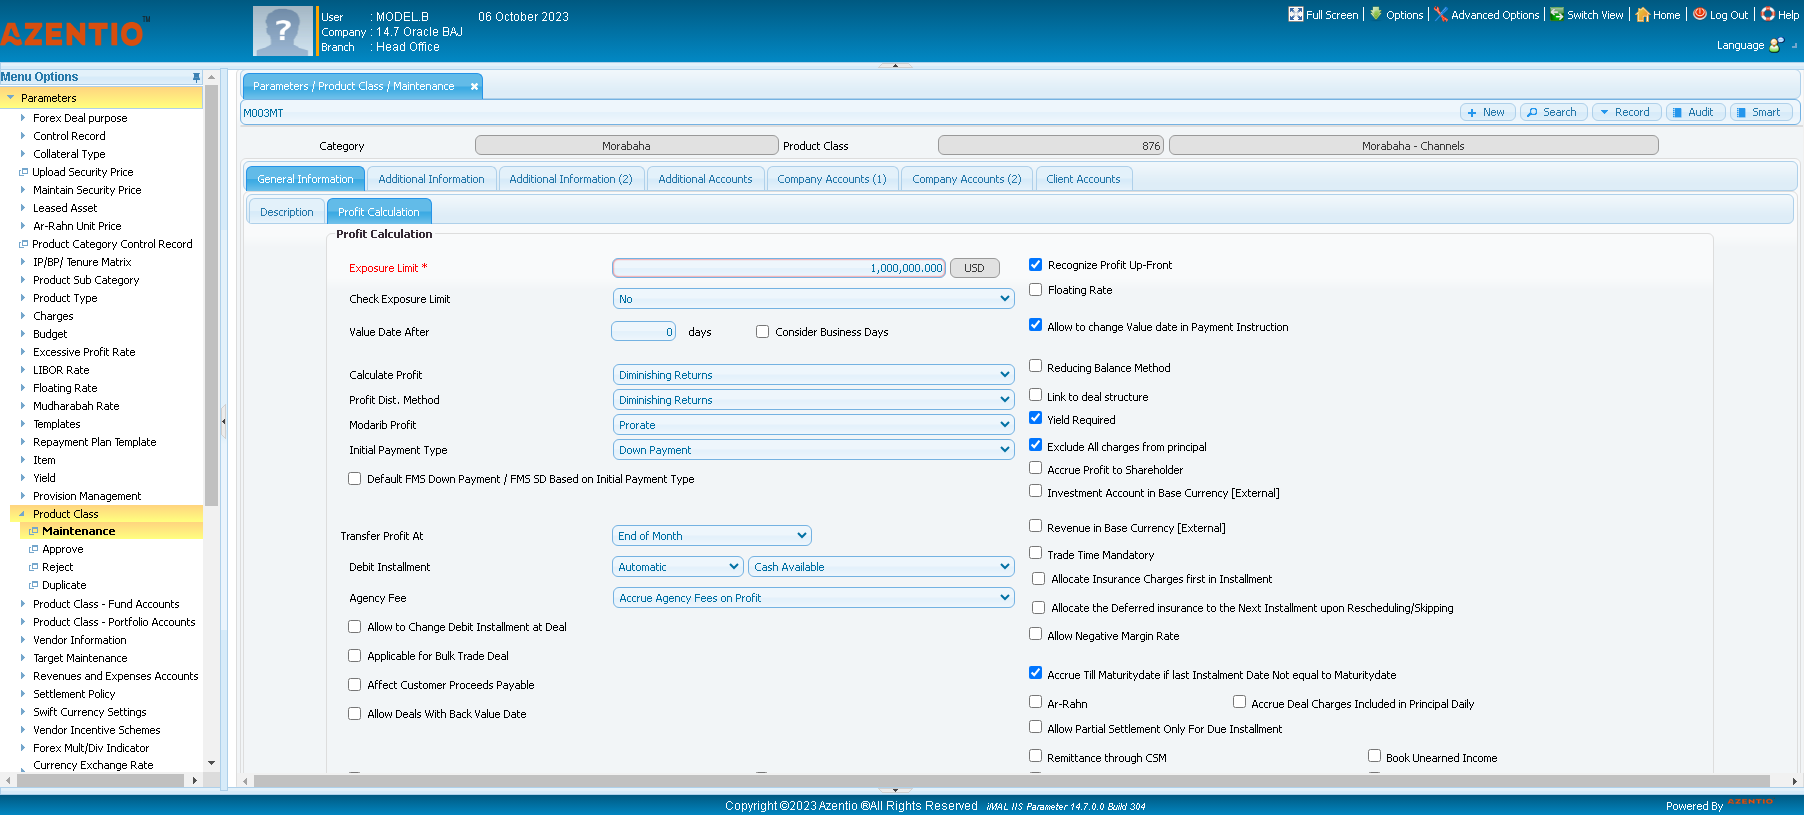 AZENTIO™
User : MODEL.B 06 October 2023
Company : 14.7 Oracle BAJ
Branch : Head Office
Full Screen | Options | Advanced Options | Switch View | Home | Log Out | Help
Language
Menu Options
Parameters
Forex Deal purpose
Control Record
Collateral Type
Upload Security Price
Maintain Security Price
Leased Asset
Ar-Rahn Unit Price
Product Category Control Record
IP/BP/ Tenure Matrix
Product Sub Category
Product Type
Charges
Budget
Excessive Profit Rate
LIBOR Rate
Floating Rate
Mudharabah Rate
Templates
Repayment Plan Template
Item
Yield
Provision Management
Product Class
Maintenance
Approve
Reject
Duplicate
Product Class - Fund Accounts
Product Class - Portfolio Accounts
Vendor Information
Target Maintenance
Revenues and Expenses Accounts
Settlement Policy
Swift Currency Settings
Vendor Incentive Schemes
Forex Mult/Div Indicator
Currency Exchange Rate
Parameters / Product Class / Maintenance
M003MT
New Search Record Audit Smart
Category Morabaha Product Class 876 Morabaha - Channels
General Information Additional Information Additional Information (2) Additional Accounts Company Accounts (1) Company Accounts (2) Client Accounts
Description Profit Calculation
Profit Calculation
Exposure Limit * 1,000,000.000 USD
Check Exposure Limit No
Value Date After 0 days Consider Business Days
Calculate Profit Diminishing Returns
Profit Dist. Method Diminishing Returns
Modarib Profit Prorate
Initial Payment Type Down Payment
Default FMS Down Payment / FMS SD Based on Initial Payment Type
Transfer Profit At End of Month
Debit Installment Automatic Cash Available
Agency Fee Accrue Agency Fees on Profit
Allow to Change Debit Installment at Deal
Applicable for Bulk Trade Deal
Affect Customer Proceeds Payable
Allow Deals With Back Value Date
Recognize Profit Up-Front
Floating Rate
Allow to change Value date in Payment Instruction
Reducing Balance Method
Link to deal structure
Yield Required
Exclude All charges from principal
Accrue Profit to Shareholder
Investment Account in Base Currency [External]
Revenue in Base Currency [External]
Trade Time Mandatory
Allocate Insurance Charges first in Installment
Allocate the Deferred insurance to the Next Installment upon Rescheduling/Skipping
Allow Negative Margin Rate
Accrue Till Maturitydate if last Instalment Date Not equal to Maturitydate
Ar-Rahn Accrue Deal Charges Included in Principal Daily
Allow Partial Settlement Only For Due Installment
Remittance through CSM Book Unearned Income
Copyright ©2023 Azentio ®All Rights Reserved iMAL IIS Parameter 14.7.0.0 Build 304
Powered By AZENTIO